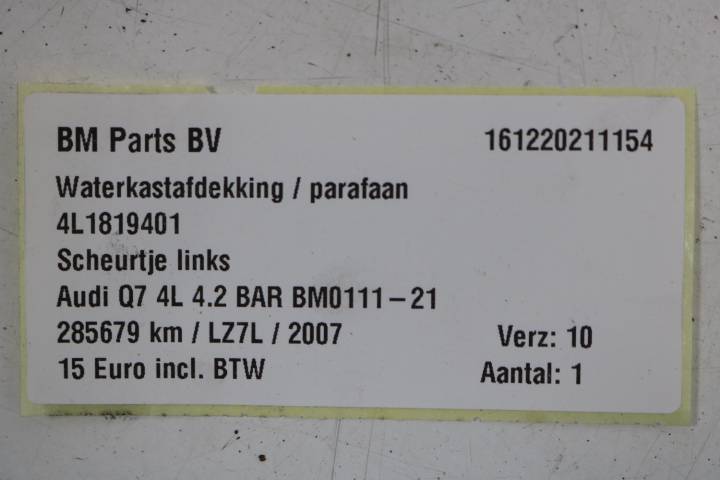 BM Parts BV 161220211154
Waterkastafdekking / parafaan
4L1819401
Scheurtje links
Audi Q7 4L 4.2 BAR BM0111-21
285679 km / LZ7L / 2007 Verz: 10
15 Euro incl. BTW Aantal: 1